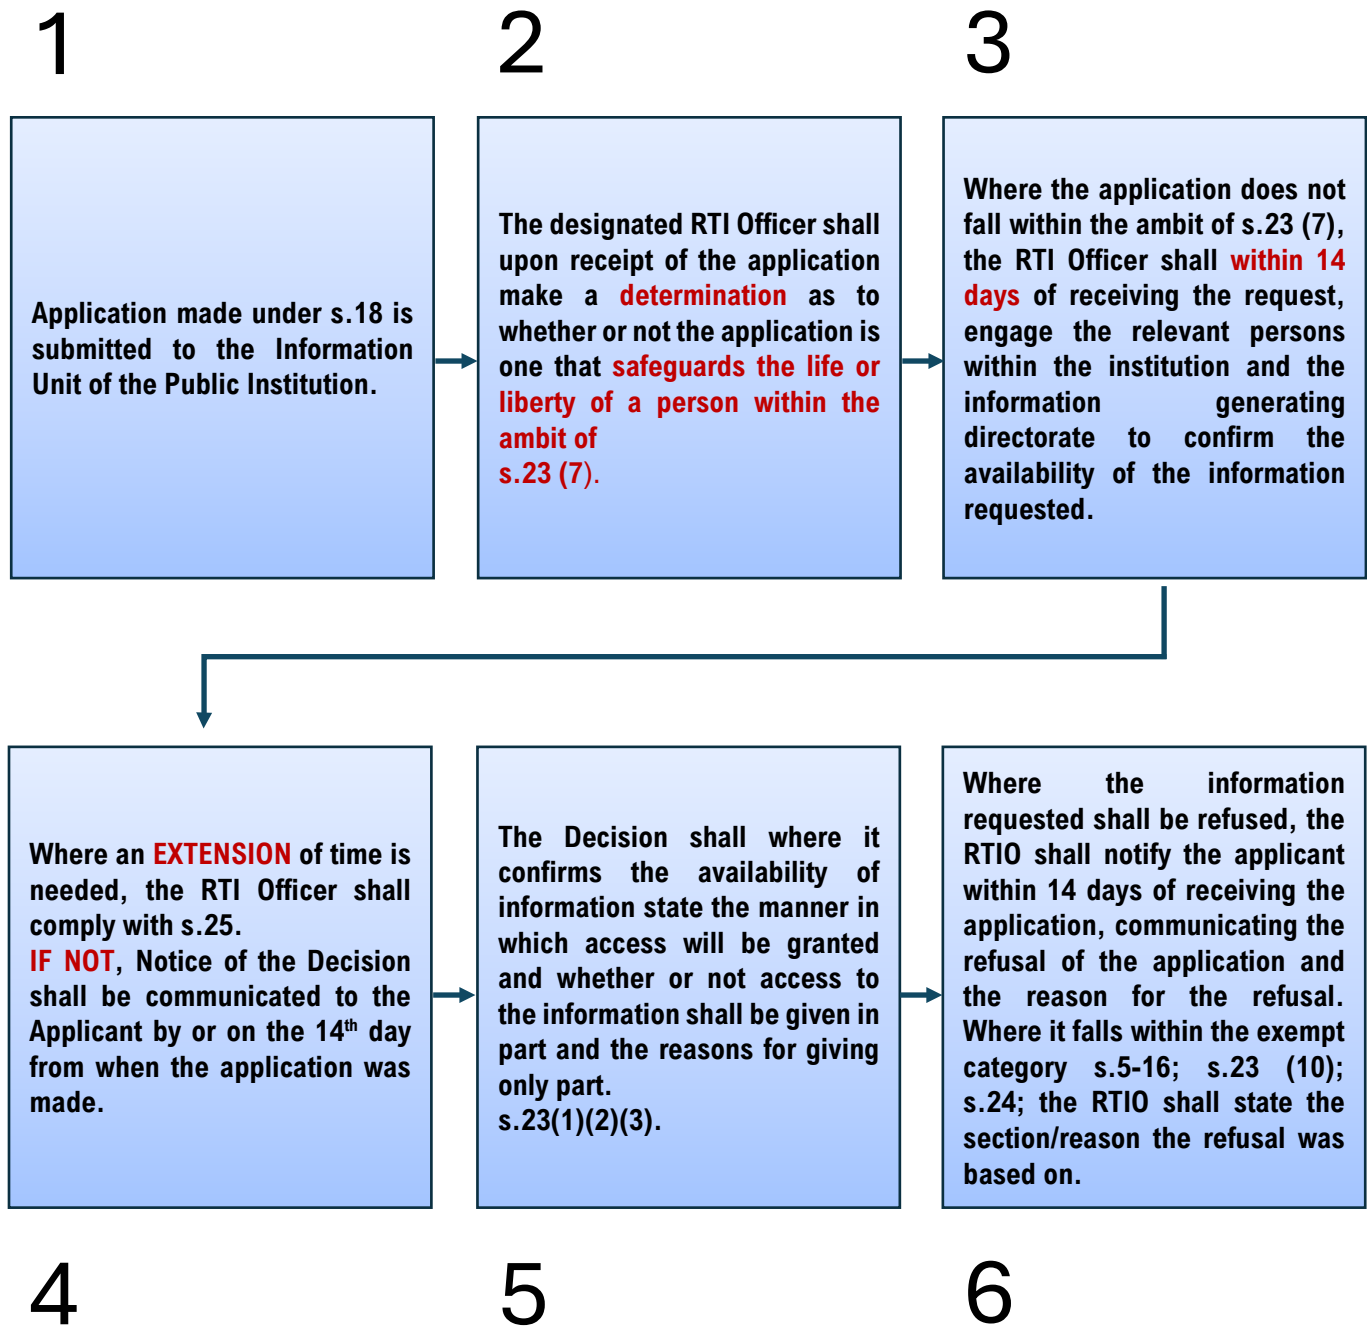 1
2
3
Application made under s.18 is
submitted to the Information
Unit of the Public Institution.
The designated RTI Officer shall
upon receipt of the application
make a determination as to
whether or not the application is
one that safeguards the life or
liberty of a person within the
ambit of
s.23 (7).
Where the application does not
fall within the ambit of s.23 (7),
the RTI Officer shall within 14
days of receiving the request,
engage the relevant persons
within the institution and the
information generating
directorate to confirm the
availability of the information
requested.
Where an EXTENSION of time is
needed, the RTI Officer shall
comply with s.25.
IF NOT, Notice of the Decision
shall be communicated to the
Applicant by or on the 14th day
from when the application was
made.
The Decision shall where it
confirms the availability of
information state the manner in
which access will be granted
and whether or not access to
the information shall be given in
part and the reasons for giving
only part.
s.23(1)(2)(3).
Where the information
requested shall be refused, the
RTIO shall notify the applicant
within 14 days of receiving the
application, communicating the
refusal of the application and
the reason for the refusal.
Where it falls within the exempt
category s.5-16; s.23 (10);
s.24; the RTIO shall state the
section/reason the refusal was
based on.
4
5
6